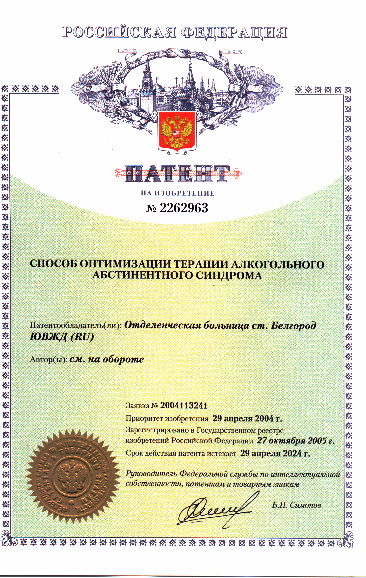 РОССИЙСКАЯ ФЕДЕРАЦИЯ
ПАТЕНТ
НА ИЗОБРЕТЕНИЕ
№ 2262963
СПОСОБ ОПТИМИЗАЦИИ ТЕРАПИИ АЛКОГОЛЬНОГО
АБСТИНЕНТНОГО СИНДРОМА
Патентообладатель(ли): Отделенческая больница ст. Белгород
ЮВЖД (RU)
Автор(ы): см. на обороте
Заявка № 2004113241
Приоритет изобретения 29 апреля 2004 г.
Зарегистрировано в Государственном реестре
изобретений Российской Федерации 27 октября 2005 г.
Срок действия патента истекает 29 апреля 2024 г.
Руководитель Федеральной службы по интеллектуальной
собственности, патентам и товарным знакам
Б.П. Симонов